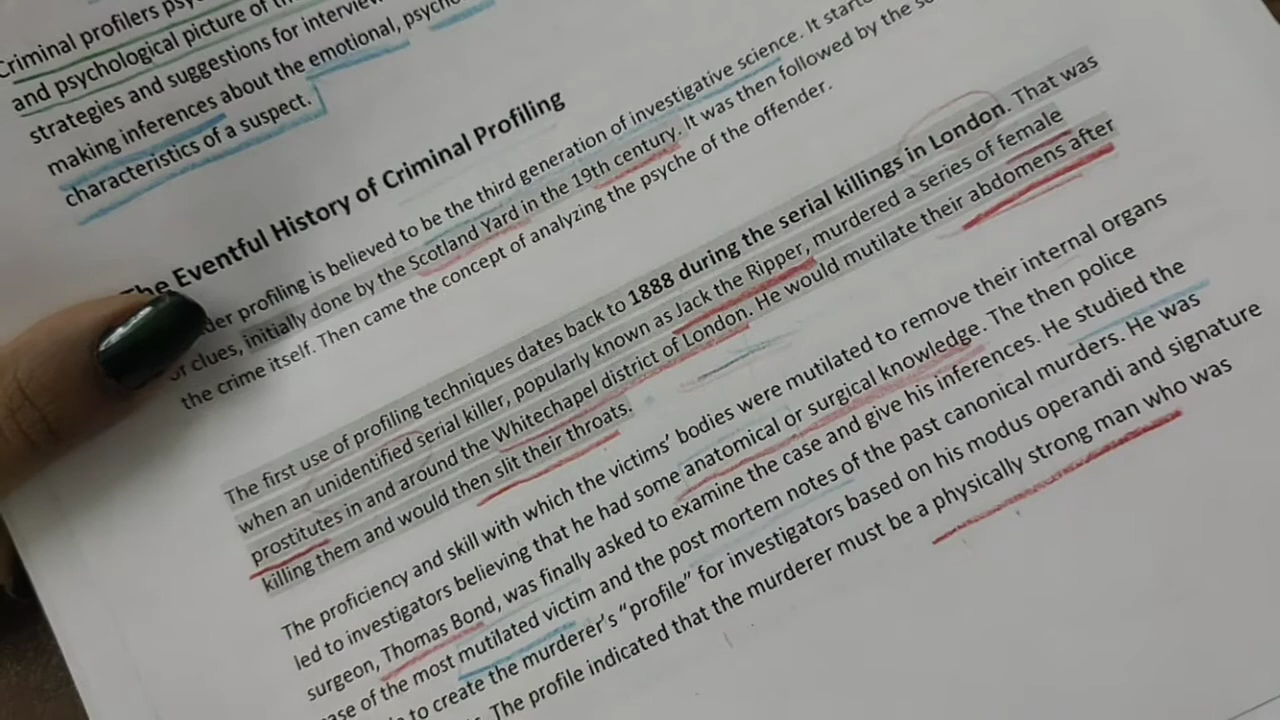 Criminal profilers
and psychological picture of
strategies and suggestions for
making inferences about the emotional,
characteristics of a suspect.
The Eventful History of Criminal Profiling
profiling is believed to be the third generation of investigative science. It
clues, initially done by the Scotland Yard in the 19th century. It was then followed by the
the crime itself. Then came the concept of analyzing the psyche of the offender.
The first use of profiling techniques dates back to 1888 during the serial killings in London. That was
when an unidentified serial killer, popularly known as Jack the Ripper, murdered a series of female
prostitutes in and around the Whitechapel district of London. He would mutilate their abdomens after
killing them and would then slit their throats.
The proficiency and skill with which the victims' bodies were mutilated to remove their internal organs
led to investigators believing that he had some anatomical or surgical knowledge. The then police
surgeon, Thomas Bond, was finally asked to examine the case and give his inferences. He studied the
of the most mutilated victim and the post mortem notes of the past canonical murders. He was
to create the murderer's "profile" for investigators based on his modus operandi and signature
The profile indicated that the murderer must be a physically strong man who was